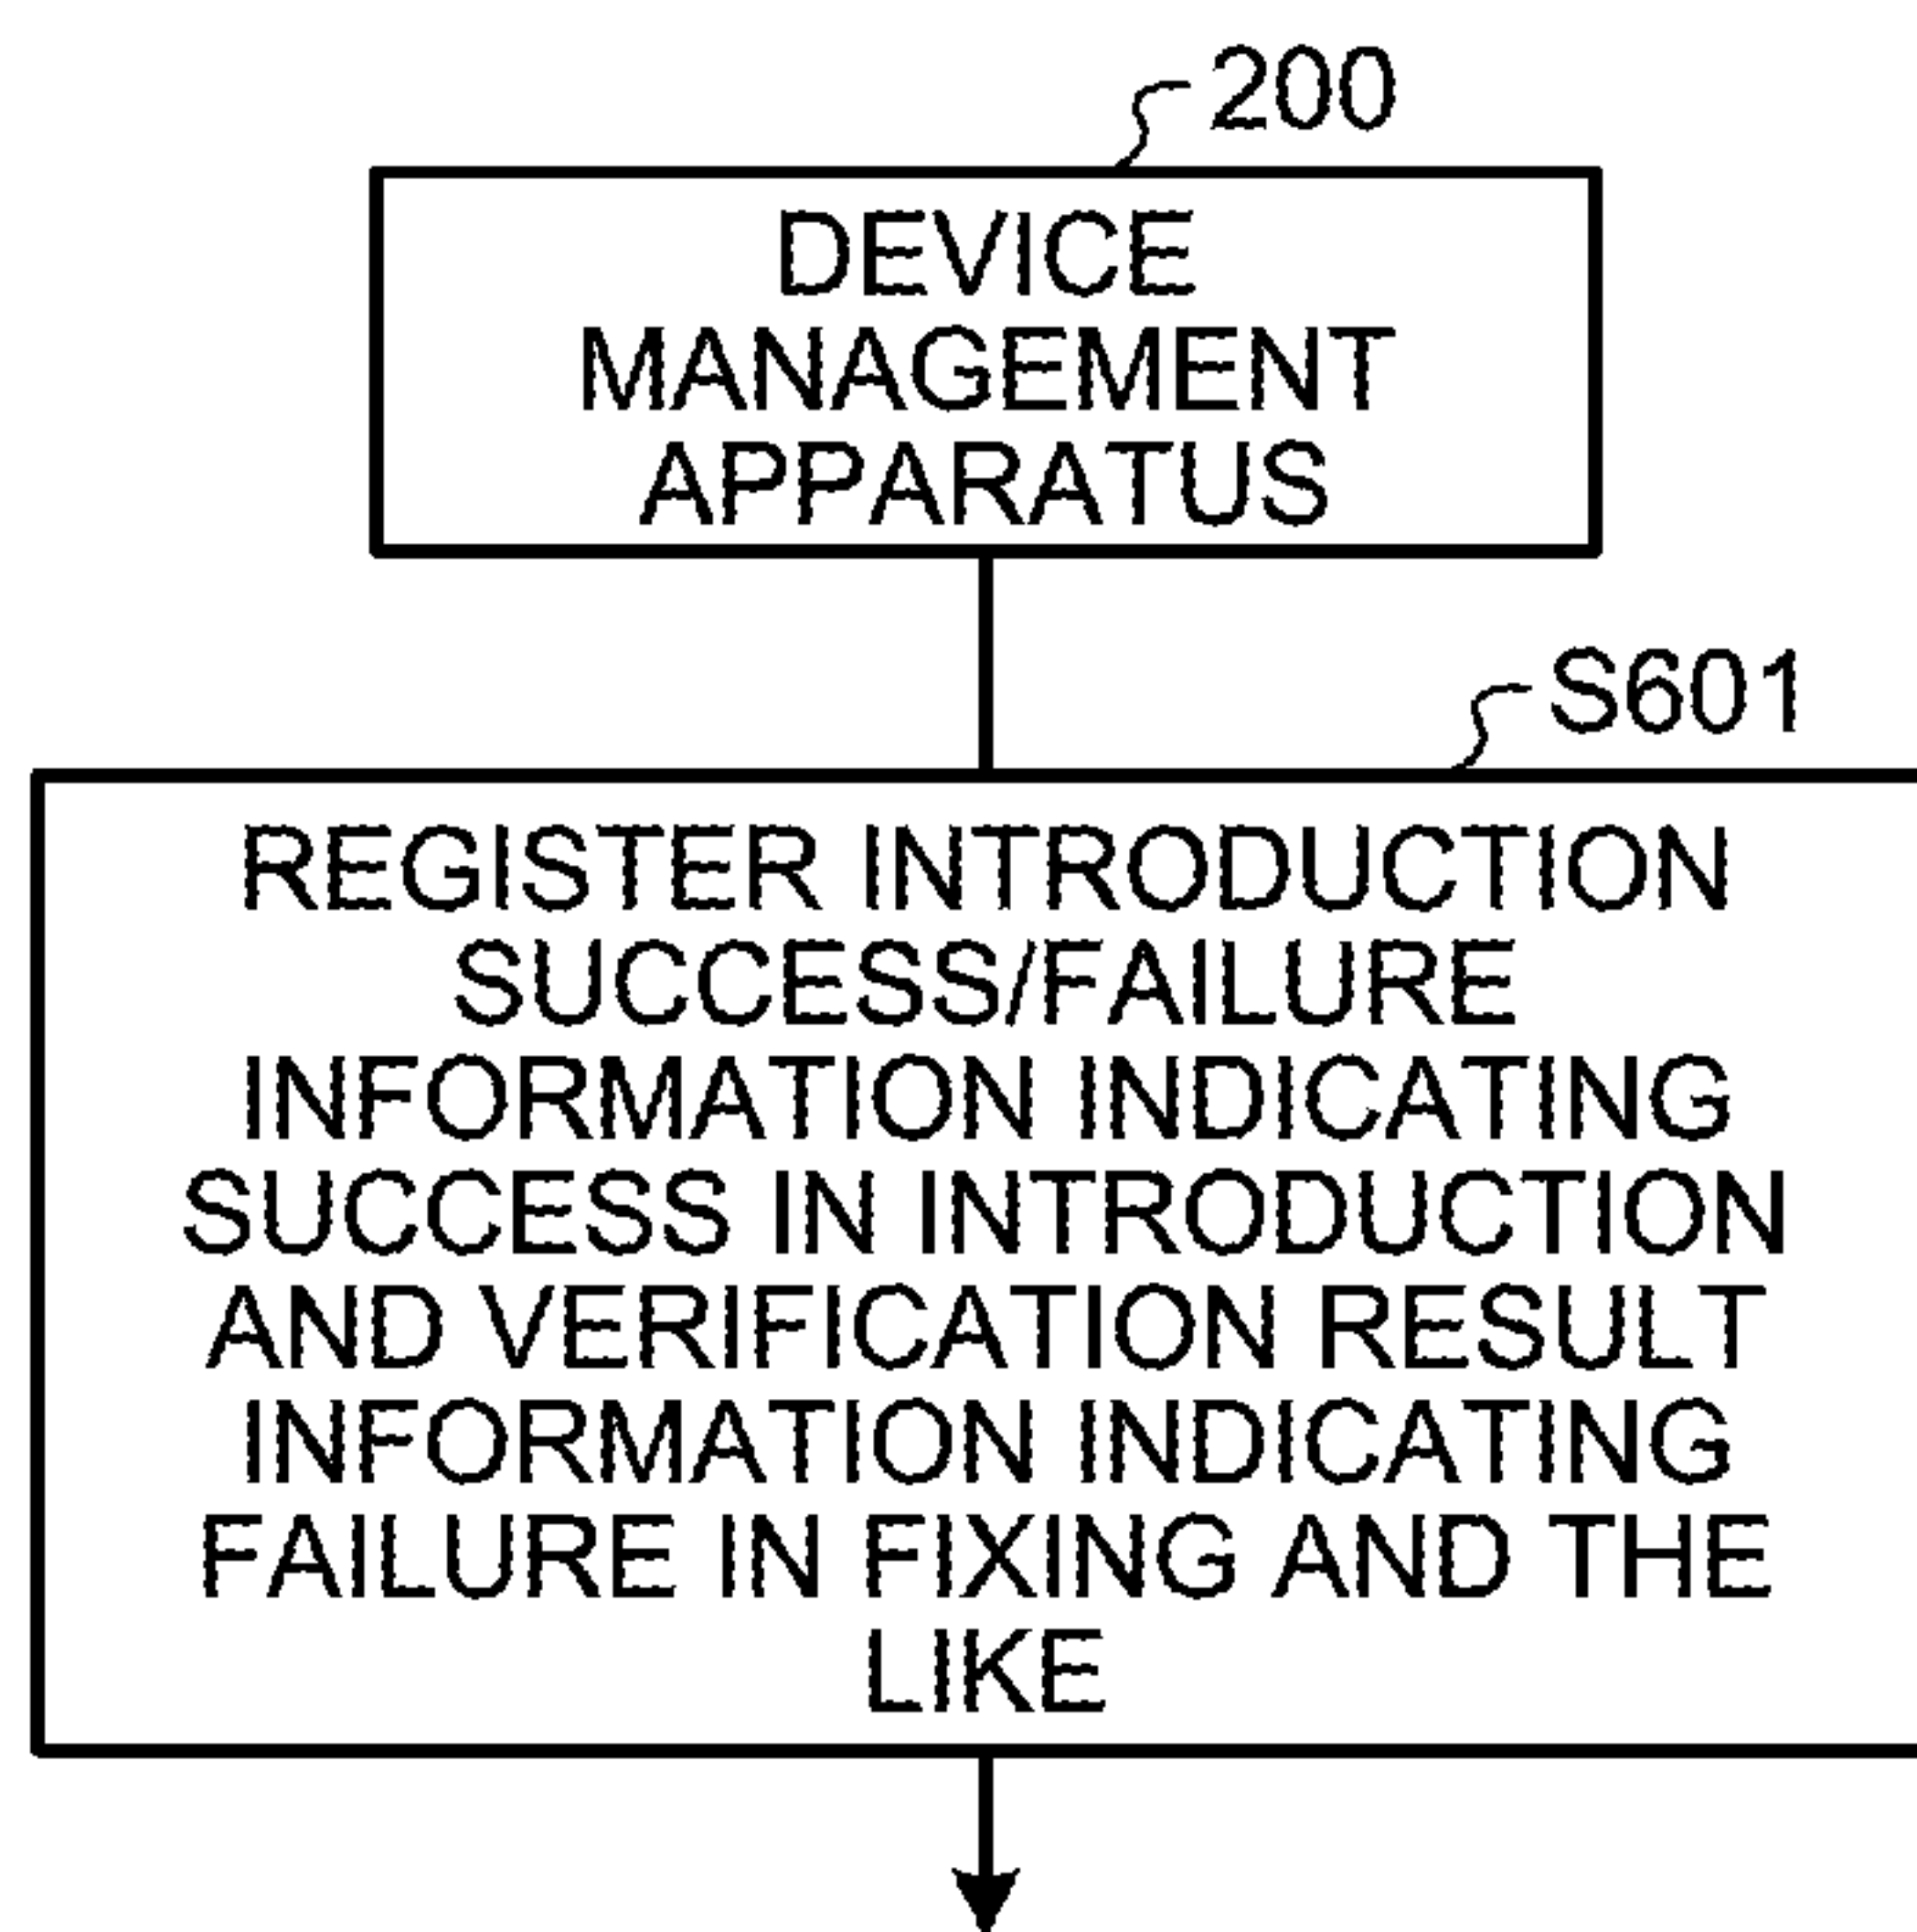 200
DEVICE
MANAGEMENT
APPARATUS
S601
REGISTER INTRODUCTION
SUCCESS/FAILURE
INFORMATION INDICATING
SUCCESS IN INTRODUCTION
AND VERIFICATION RESULT
INFORMATION INDICATING
FAILURE IN FIXING AND THE
LIKE